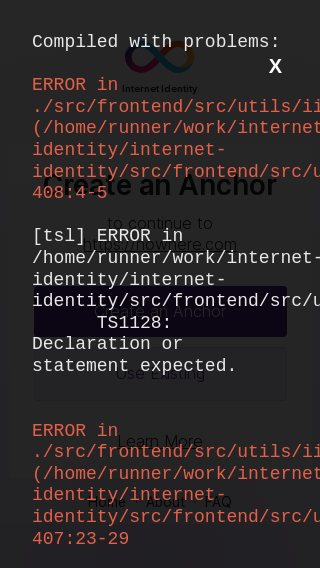 Compiled with problems:
X
ERROR in
./src/frontend/src/utils/ii
(/home/runner/work/internet
identity/internet-
identity/src/frontend/src/u
408:4-5
[tsl] ERROR in
/home/runner/work/internet-
identity/internet-
identity/src/frontend/src/u
TS1128:
Declaration or
statement expected.
ERROR in
./src/frontend/src/utils/ii
(/home/runner/work/internet
identity/internet-
identity/src/frontend/src/u
407:23-29
Internet Identity
Create an Anchor
to continue to
https://nowhere.com
Create an Anchor
Use Existing
Learn More
Home About FAQ